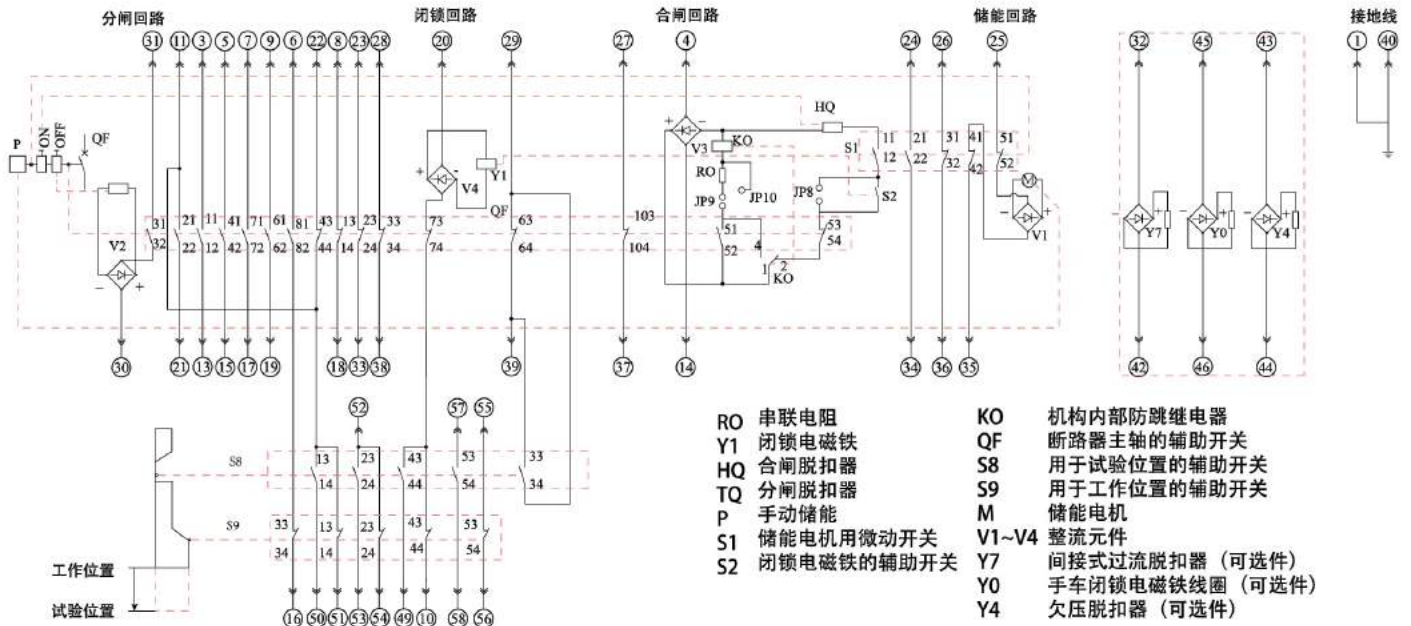 分闸回路 闭锁回路 合闸回路 储能回路 接地线
31 11 3 5 7 9 6 22 8 23 28 20 29 27 4 24 26 25 32 45 43 1 40
P ON OFF QF
HQ
+ - V3 KO
S1 11 12 21 22 31 32 41 42 51 52
RO JP10 JP8 S2
JP9
M
- + V1
+ - V4 Y1
QF
V2
- +
31 21 11 41 71 61 81 43 13 23 33 73 63 103 51 53
32 22 12 42 72 62 82 44 14 24 34 74 64 104 52 54
4
1 2
KO
- + Y7 - + Y0 - + Y4
30 21 13 15 17 19 18 33 38 39 37 14 34 36 35 42 46 44
52 57 55
S8 13 23 43 53 33
14 24 44 54 34
S9 33 13 23 43 53
34 14 24 44 54
工作位置
试验位置
16 50 51 53 54 49 10 58 56
RO 串联电阻
Y1 闭锁电磁铁
HQ 合闸脱扣器
TQ 分闸脱扣器
P 手动储能
S1 储能电机用微动开关
S2 闭锁电磁铁的辅助开关
KO 机构内部防跳继电器
QF 断路器主轴的辅助开关
S8 用于试验位置的辅助开关
S9 用于工作位置的辅助开关
M 储能电机
V1~V4 整流元件
Y7 间接式过流脱扣器（可选件）
Y0 手车闭锁电磁铁线圈（可选件）
Y4 欠压脱扣器（可选件）